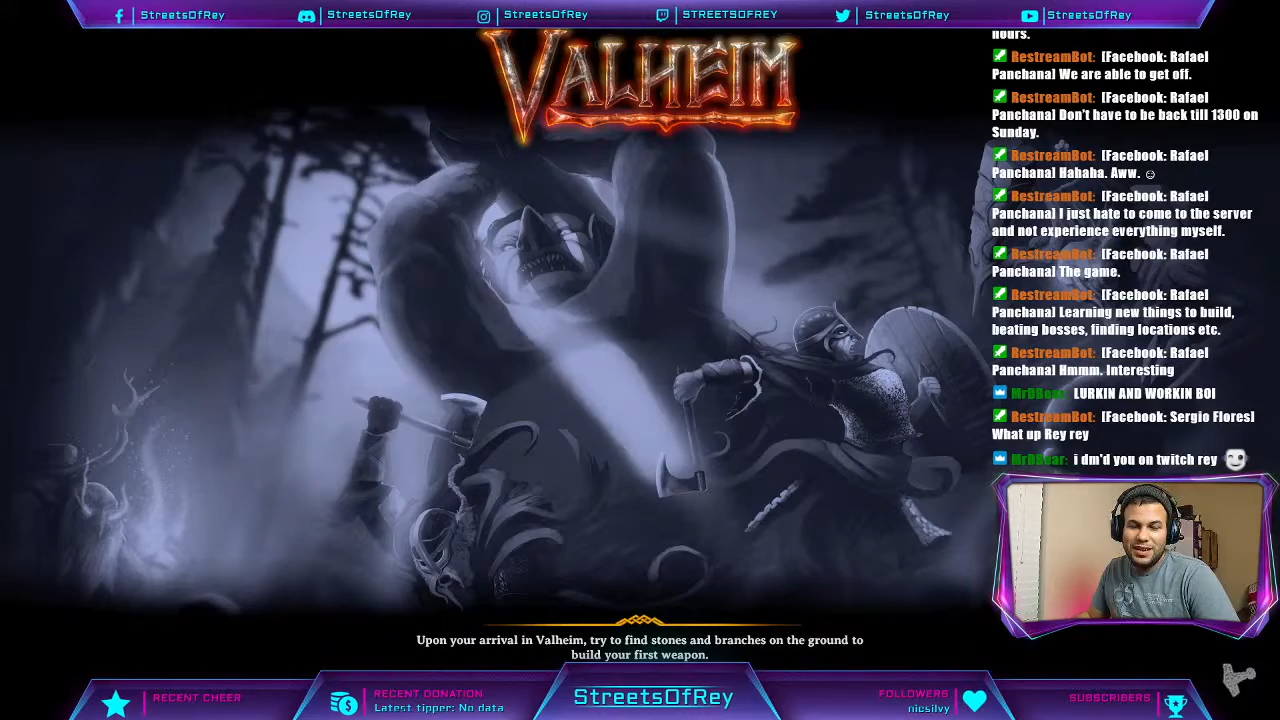 StreetsOfRey StreetsOfRey StreetsOfRey STREETSOFREY StreetsOfRey StreetsOfRey
VALHEIM
hours.
RestreamBot: [Facebook: Rafael
Panchana] We are able to get off.
RestreamBot: [Facebook: Rafael
Panchana] Don't have to be back till 1300 on
Sunday.
RestreamBot: [Facebook: Rafael
Panchana] Hahaha. Aww. ☺
RestreamBot: [Facebook: Rafael
Panchana] I just hate to come to the server
and not experience everything myself.
RestreamBot: [Facebook: Rafael
Panchana] The game.
RestreamBot: [Facebook: Rafael
Panchana] Learning new things to build,
beating bosses, finding locations etc.
RestreamBot: [Facebook: Rafael
Panchana] Hmmm. Interesting
MrDBear: LURKIN AND WORKIN BOI
RestreamBot: [Facebook: Sergio Flores]
What up Rey rey
MrDBear: i dm'd you on twitch rey
Upon your arrival in Valheim, try to find stones and branches on the ground to
build your first weapon.
RECENT CHEER
RECENT DONATION
Latest tipper: No data
StreetsOfRey
FOLLOWERS
nicsilvy
SUBSCRIBERS